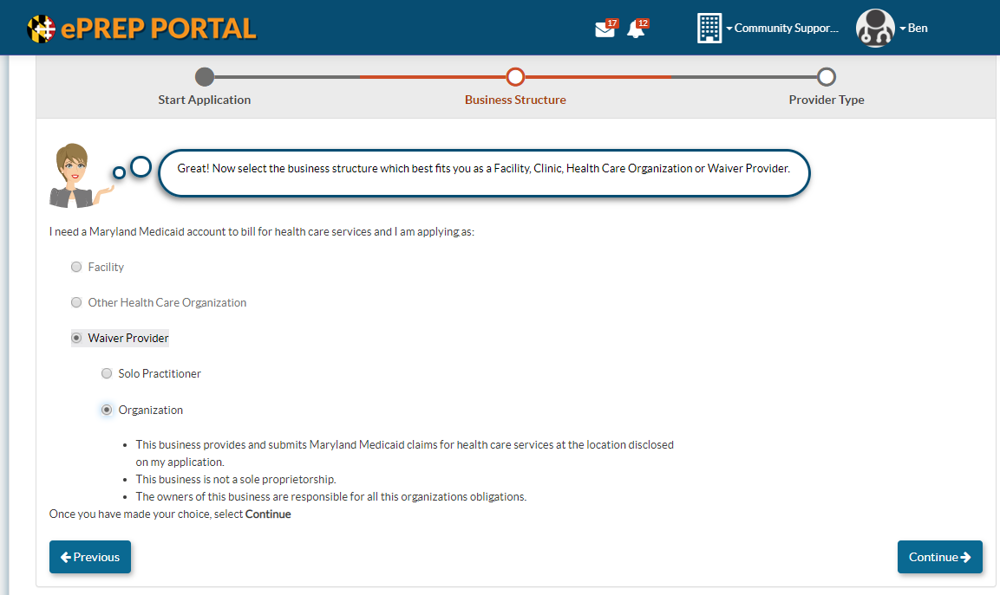 ePREP PORTAL
17
12
Community Suppor...
Ben
Start Application
Business Structure
Provider Type
Great! Now select the business structure which best fits you as a Facility, Clinic, Health Care Organization or Waiver Provider.
I need a Maryland Medicaid account to bill for health care services and I am applying as:
Facility
Other Health Care Organization
Waiver Provider
Solo Practitioner
Organization
• This business provides and submits Maryland Medicaid claims for health care services at the location disclosed
on my application.
• This business is not a sole proprietorship.
• The owners of this business are responsible for all this organizations obligations.
Once you have made your choice, select Continue
Previous
Continue